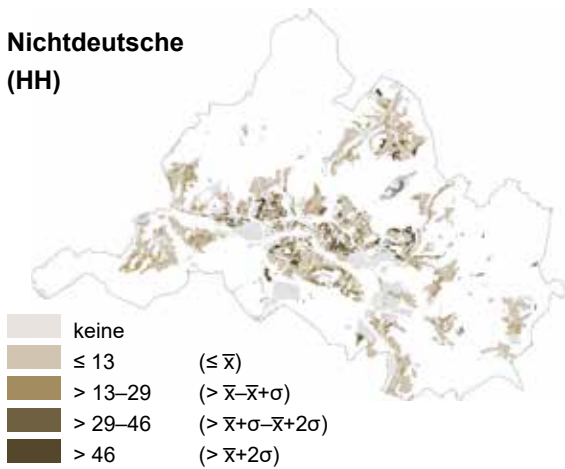 Nichtdeutsche
(HH)
keine
≤ 13 (≤ x̅)
> 13–29 (> x̅–x̅+σ)
> 29–46 (> x̅+σ–x̅+2σ)
> 46 (> x̅+2σ)